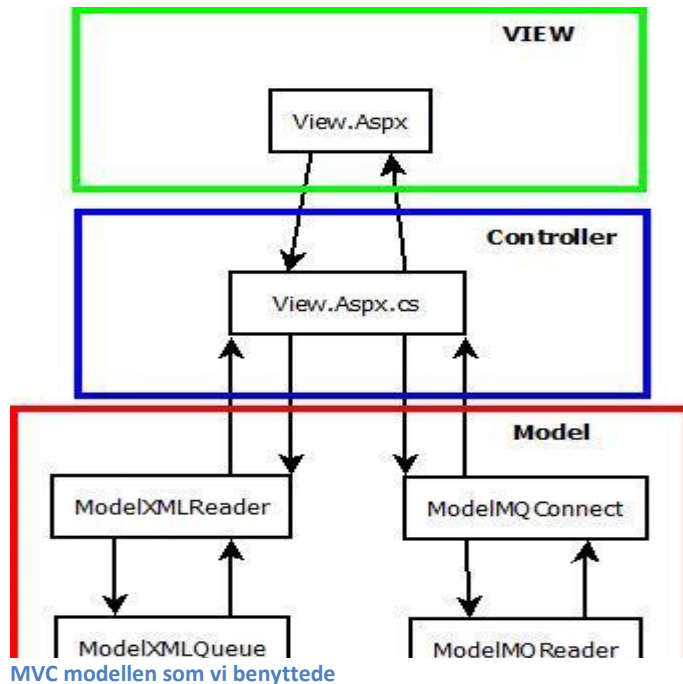 VIEW
View.Aspx
Controller
View.Aspx.cs
Model
ModelXMLReader
ModelMQConnect
ModelXMLQueue
ModelMQReader
MVC modellen som vi benyttede